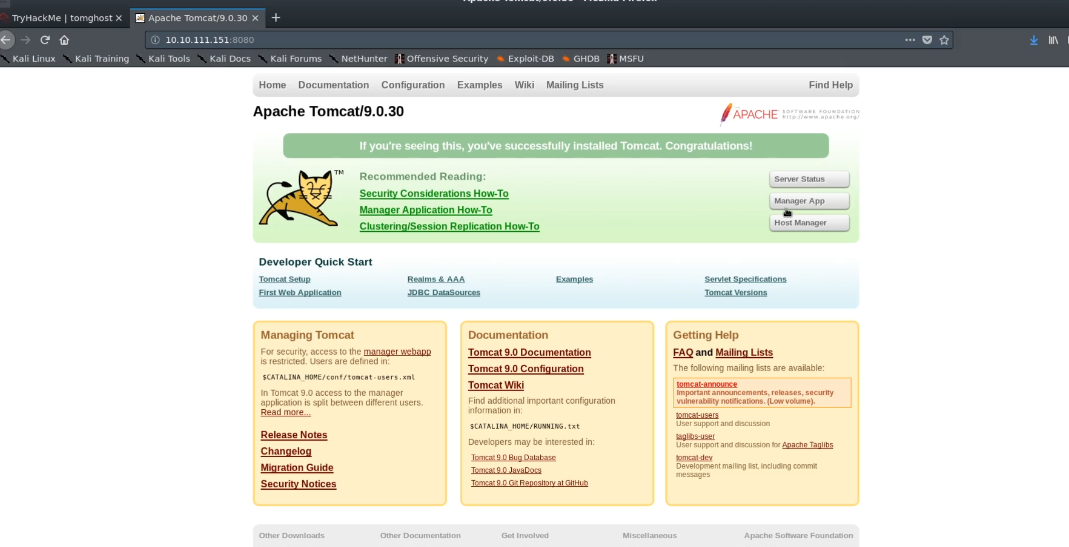 TryHackMe | tomghost
Apache Tomcat/9.0.30
10.10.111.151:8080
Kali Linux Kali Training Kali Tools Kali Docs Kali Forums NetHunter Offensive Security Exploit-DB GHDB MSFU
Home Documentation Configuration Examples Wiki Mailing Lists Find Help
Apache Tomcat/9.0.30
APACHE SOFTWARE FOUNDATION
http://www.apache.org/
If you're seeing this, you've successfully installed Tomcat. Congratulations!
TM
Recommended Reading:
Security Considerations How-To
Manager Application How-To
Clustering/Session Replication How-To
Server Status
Manager App
Host Manager
Developer Quick Start
Tomcat Setup
First Web Application
Realms & AAA
JDBC DataSources
Examples
Servlet Specifications
Tomcat Versions
Managing Tomcat
For security, access to the manager webapp
is restricted. Users are defined in:
$CATALINA_HOME/conf/tomcat-users.xml
In Tomcat 9.0 access to the manager
application is split between different users.
Read more...
Release Notes
Changelog
Migration Guide
Security Notices
Documentation
Tomcat 9.0 Documentation
Tomcat 9.0 Configuration
Tomcat Wiki
Find additional important configuration
information in:
$CATALINA_HOME/RUNNING.txt
Developers may be interested in:
Tomcat 9.0 Bug Database
Tomcat 9.0 JavaDocs
Tomcat 9.0 Git Repository at GitHub
Getting Help
FAQ and Mailing Lists
The following mailing lists are available:
tomcat-announce
Important announcements, releases, security
vulnerability notifications. (Low volume).
tomcat-users
User support and discussion
taglibs-user
User support and discussion for Apache Taglibs
tomcat-dev
Development mailing list, including commit
messages
Other Downloads Other Documentation Get Involved Miscellaneous Apache Software Foundation